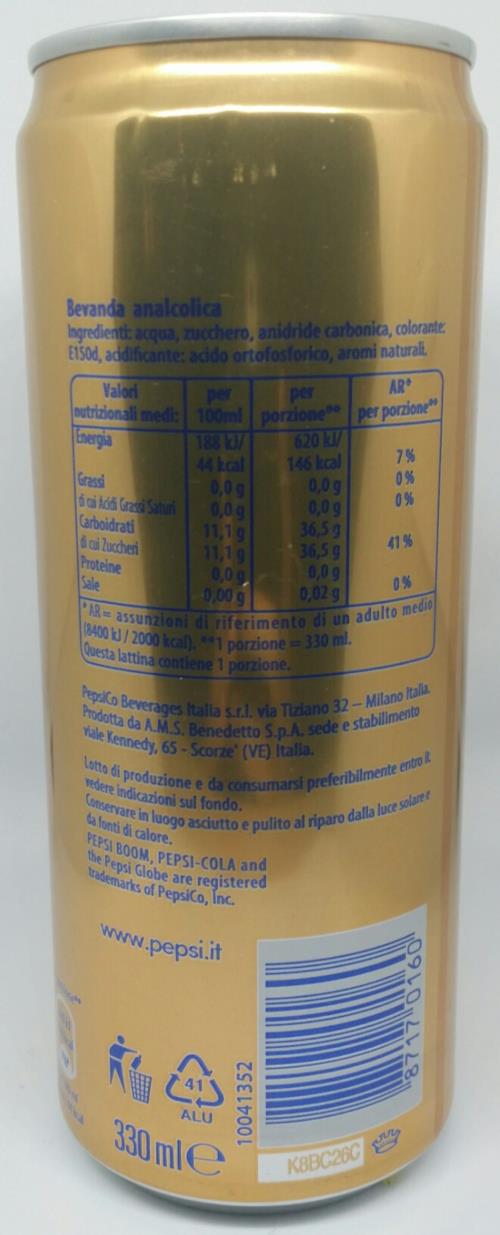 Bevanda analcolica
Ingredienti: acqua, zucchero, anidride carbonica, colorante:
E150d, acidificante: acido ortofosforico, aromi naturali.
Valori nutrizionali medi: per 100ml per porzione** AR* per porzione**
Energia 188 kJ/ 620 kJ/
44 kcal 146 kcal 7 %
Grassi 0,0 g 0,0 g 0%
di cui Acidi Grassi Saturi 0,0 g 0,0 g 0%
Carboidrati 11,1 g 36,5 g
di cui Zuccheri 11,1 g 36,5 g 41 %
Proteine 0,0 g 0,0 g
Sale 0,00 g 0,02 g 0%
*AR = assunzioni di riferimento di un adulto medio
(8400 kJ / 2000 kcal). **1 porzione = 330 ml.
Questa lattina contiene 1 porzione.
PepsiCo Beverages Italia s.r.l. via Tiziano 32 – Milano Italia.
Prodotta da A.M.S. Benedetto S.p.A. sede e stabilimento
viale Kennedy, 65 - Scorze' (VE) Italia.
Lotto di produzione e da consumarsi preferibilmente entro il:
vedere indicazioni sul fondo.
Conservare in luogo asciutto e pulito al riparo dalla luce solare e
da fonti di calore.
PEPSI BOOM, PEPSI-COLA and
the Pepsi Globe are registered
trademarks of PepsiCo, Inc.
www.pepsi.it
41
ALU
330 ml e
10041352
8717 0160
K8BC26C